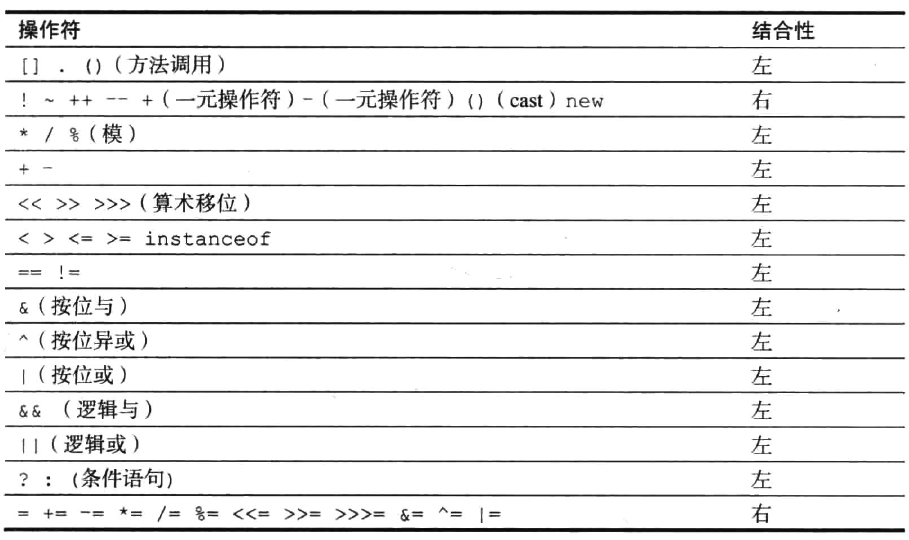 操作符 结合性
[] . ()(方法调用) 左
! ~ ++ -- +(一元操作符)-(一元操作符)()(cast)new 右
* / %(模) 左
+ - 左
<< >> >>>(算术移位) 左
< > <= >= instanceof 左
== != 左
&(按位与) 左
^(按位异或) 左
|(按位或) 左
&& (逻辑与) 左
||(逻辑或) 左
? : (条件语句) 左
= += -= *= /= %= <<= >>= >>>= &= ^= |= 右